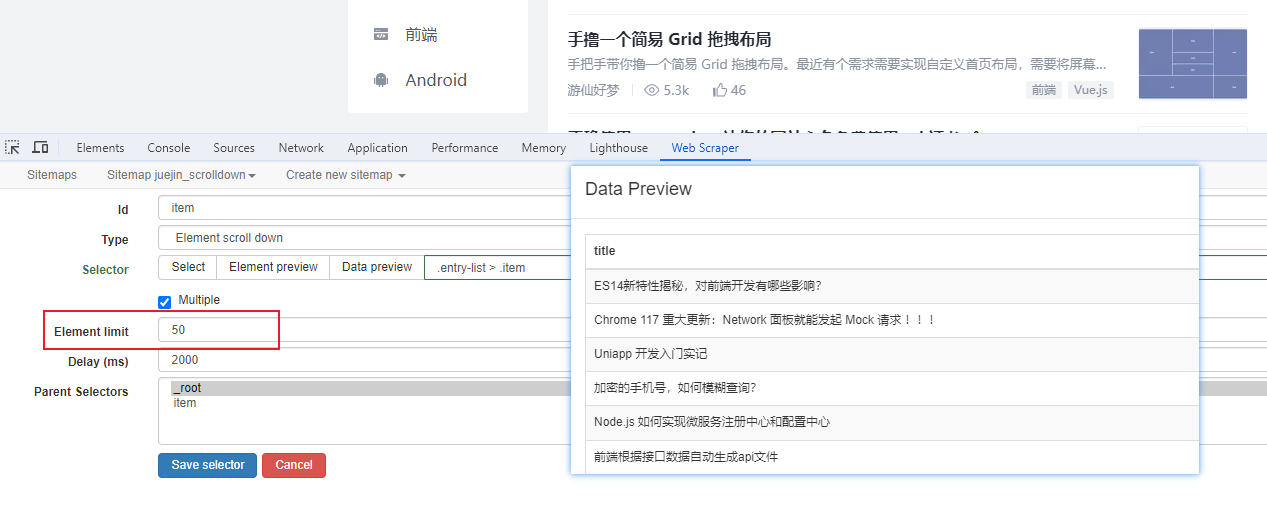 前端
Android
手撸一个简易 Grid 拖拽布局
手把手带你撸一个简易 Grid 拖拽布局。最近有个需求需要实现自定义首页布局，需要将屏幕...
游仙好梦 5.3k 46 前端 Vue.js
Elements Console Sources Network Application Performance Memory Lighthouse Web Scraper
Sitemaps Sitemap juejin_scrolldown Create new sitemap
Id item
Type Element scroll down
Selector Select Element preview Data preview .entry-list > .item
Multiple
Element limit 50
Delay (ms) 2000
Parent Selectors _root
item
Save selector Cancel
Data Preview
title
ES14新特性揭秘，对前端开发有哪些影响？
Chrome 117 重大更新：Network 面板就能发起 Mock 请求！！！
Uniapp 开发入门实记
加密的手机号，如何模糊查询？
Node.js 如何实现微服务注册中心和配置中心
前端根据接口数据自动生成api文件